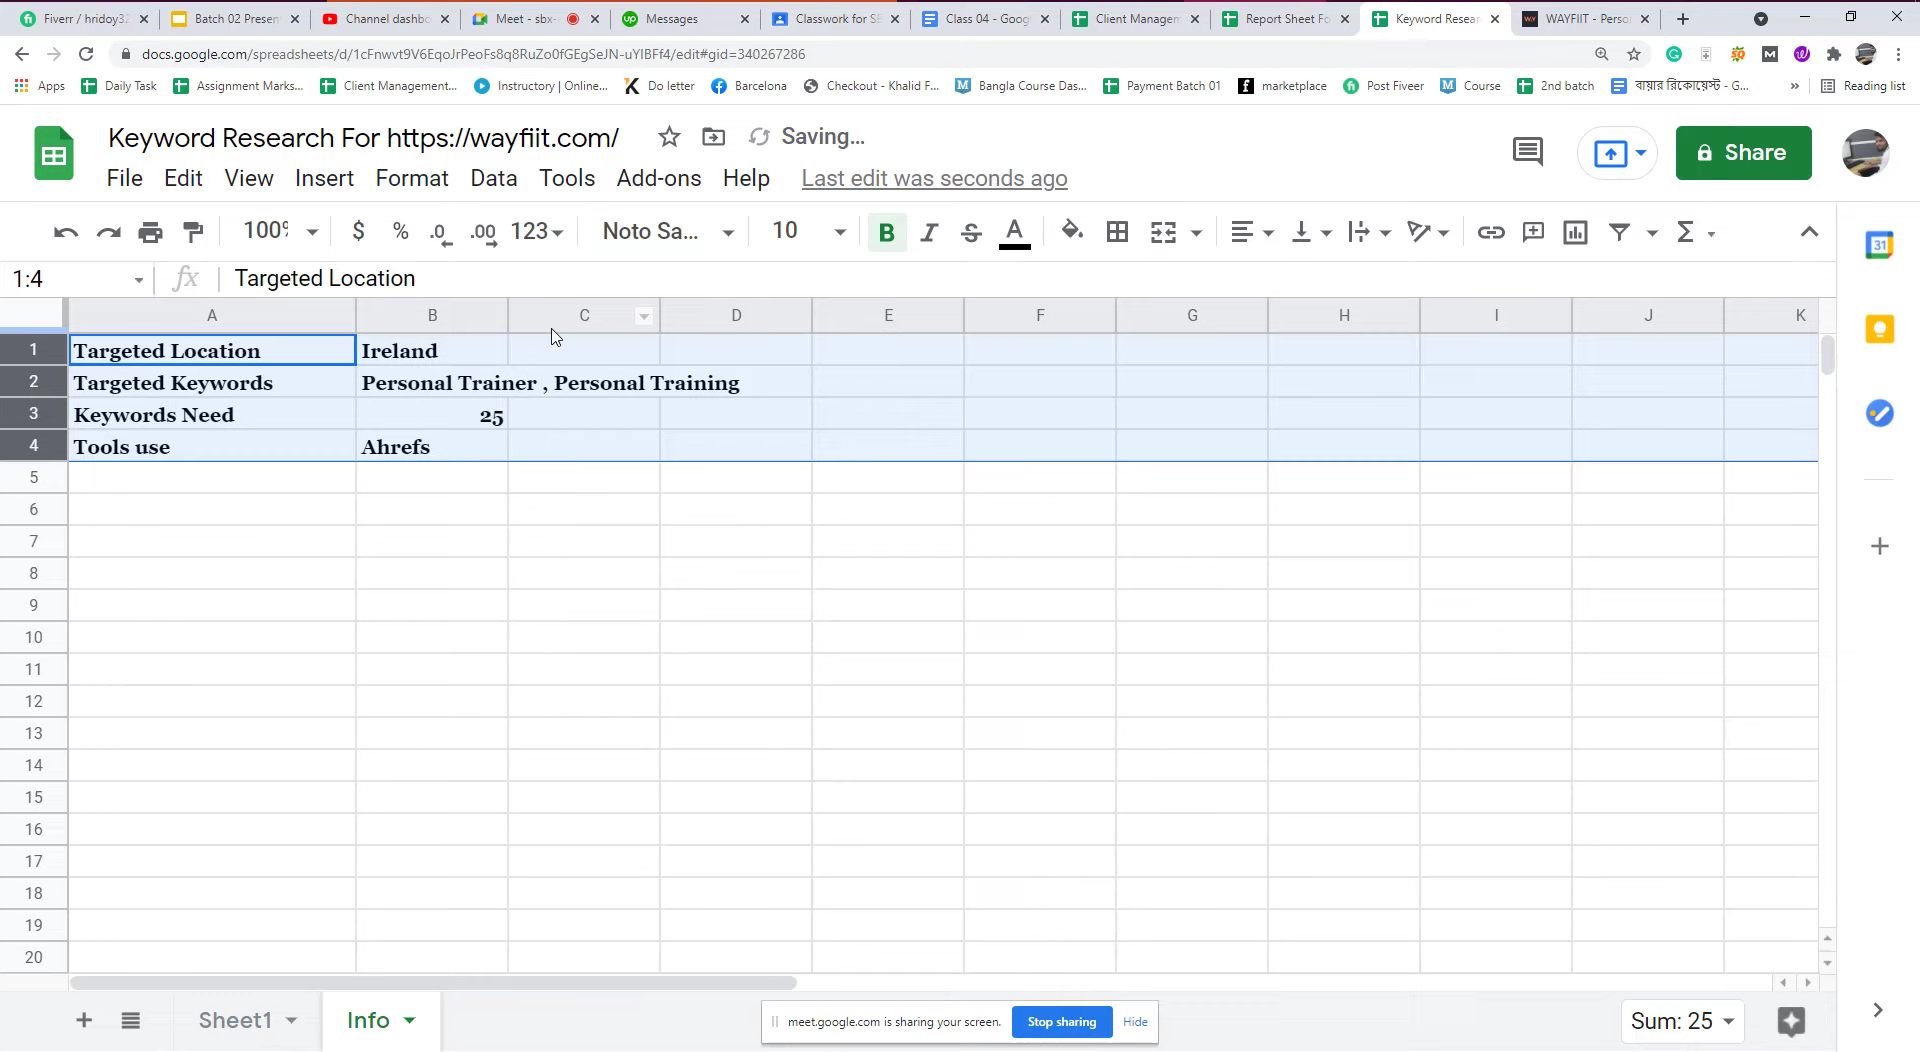 Fiverr / hridoy32
Batch 02 Presen
Channel dashbo
Meet - sbx-
Messages
Classwork for SE
Class 04 - Goog
Client Managem
Report Sheet Fo
Keyword Resear
WAYFIIT - Perso
docs.google.com/spreadsheets/d/1cFnwvt9V6EqoJrPeoFs8q8RuZo0fGEgSeJN-uYIBFf4/edit#gid=340267286
Apps
Daily Task
Assignment Marks...
Client Management...
Instructory | Online...
Do letter
Barcelona
Checkout - Khalid F...
Bangla Course Das...
Payment Batch 01
marketplace
Post Fiveer
Course
2nd batch
বায়ার রিকোয়েস্ট - G...
Reading list
Keyword Research For https://wayfiit.com/
Saving...
Share
File Edit View Insert Format Data Tools Add-ons Help Last edit was seconds ago
100% $ % .0 .00 123 Noto Sa... 10 B I S A Σ
1:4 fx Targeted Location
A B C D E F G H I J K
1 Targeted Location Ireland
2 Targeted Keywords Personal Trainer , Personal Training
3 Keywords Need 25
4 Tools use Ahrefs
5
6
7
8
9
10
11
12
13
14
15
16
17
18
19
20
Sheet1
Info
meet.google.com is sharing your screen.
Stop sharing
Hide
Sum: 25
31